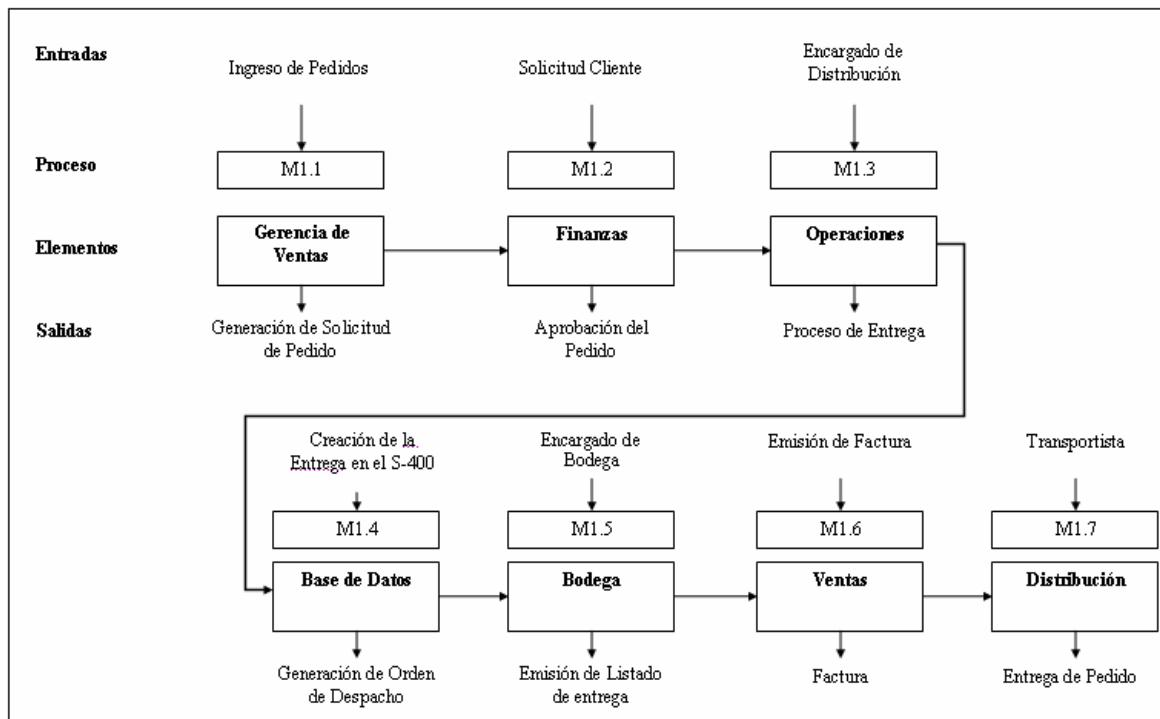 Entradas
Ingreso de Pedidos
Solicitud Cliente
Encargado de
Distribución
Proceso
M1.1
M1.2
M1.3
Elementos
Gerencia de
Ventas
Finanzas
Operaciones
Salidas
Generación de Solicitud
de Pedido
Aprobación del
Pedido
Proceso de Entrega
Creación de la
Entrega en el S-400
Encargado de
Bodega
Emisión de Factura
Transportista
M1.4
M1.5
M1.6
M1.7
Base de Datos
Bodega
Ventas
Distribución
Generación de Orden
de Despacho
Emisión de Listado
de entrega
Factura
Entrega de Pedido